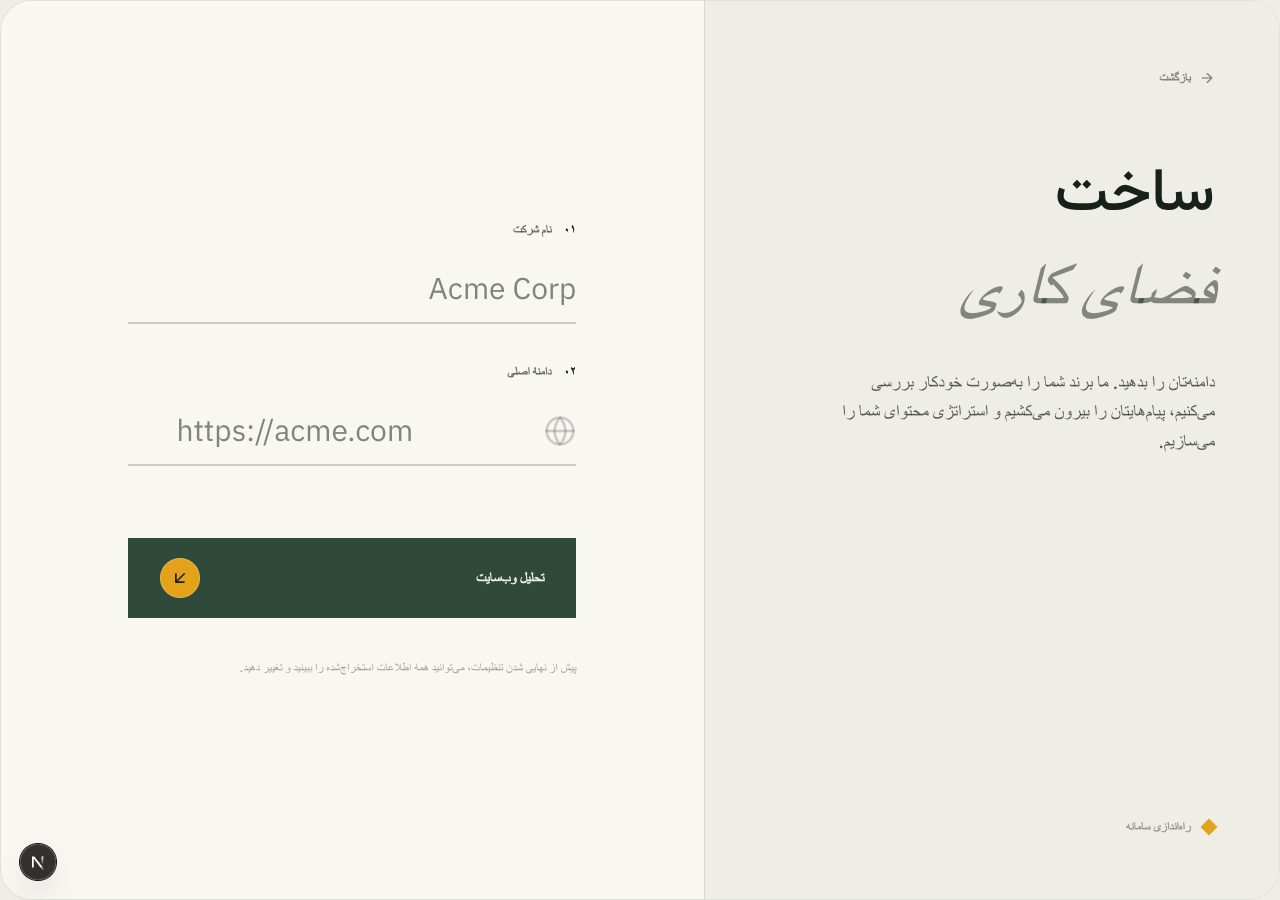 بازگشت
ساخت
فضای کاری
دامنه‌تان را بدهید. ما برند شما را به‌صورت خودکار بررسی
می‌کنیم، پیام‌هایتان را بیرون می‌کشیم و استراتژی محتوای شما را
می‌سازیم.
راه‌اندازی سامانه
۰۱ نام شرکت
Acme Corp
۰۲ دامنهٔ اصلی
https://acme.com
تحلیل وب‌سایت
پیش از نهایی شدن تنظیمات، می‌توانید همهٔ اطلاعات استخراج‌شده را ببینید و تغییر دهید.
N